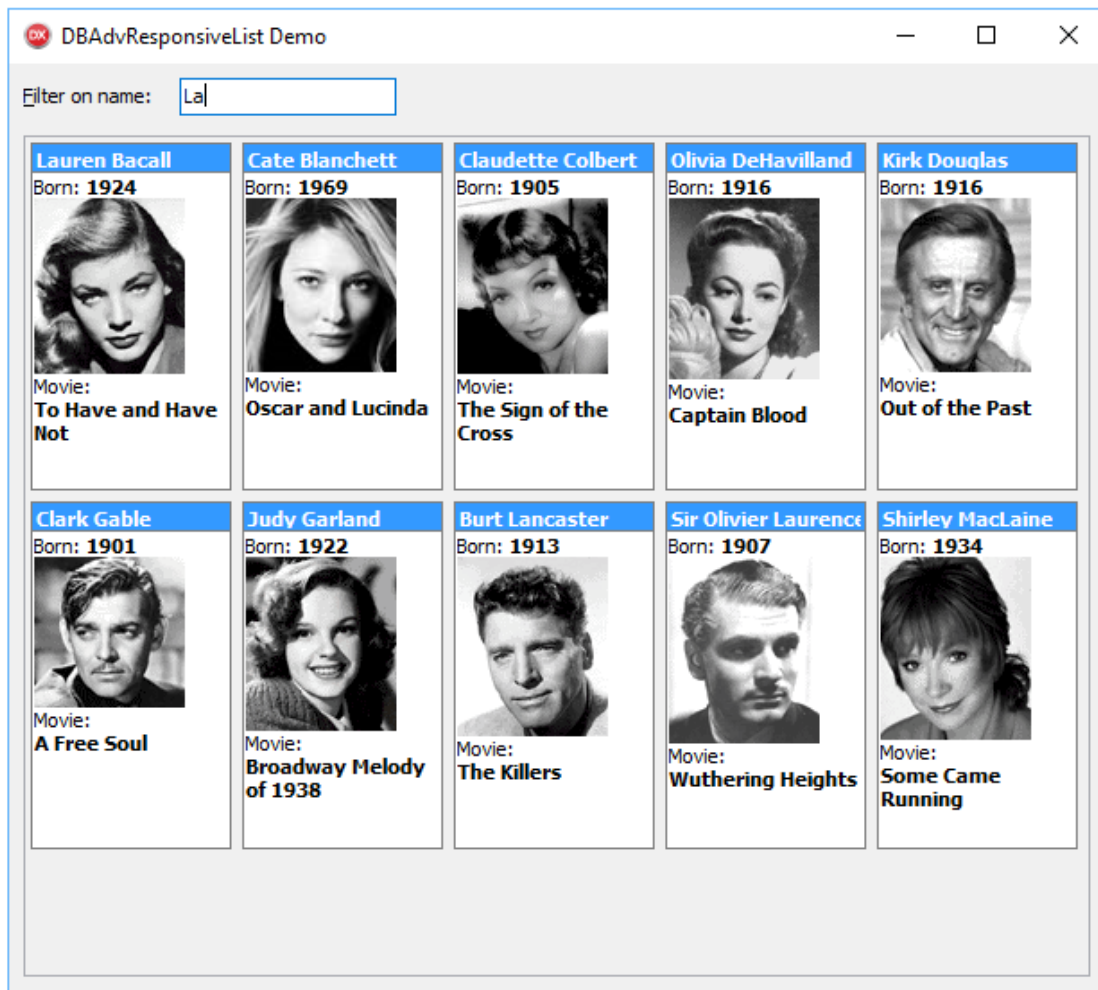 DX DBAdvResponsiveList Demo
Filter on name: La
Lauren Bacall
Born: 1924
Movie:
To Have and Have
Not
Cate Blanchett
Born: 1969
Movie:
Oscar and Lucinda
Claudette Colbert
Born: 1905
Movie:
The Sign of the
Cross
Olivia DeHavilland
Born: 1916
Movie:
Captain Blood
Kirk Douglas
Born: 1916
Movie:
Out of the Past
Clark Gable
Born: 1901
Movie:
A Free Soul
Judy Garland
Born: 1922
Movie:
Broadway Melody
of 1938
Burt Lancaster
Born: 1913
Movie:
The Killers
Sir Olivier Laurence
Born: 1907
Movie:
Wuthering Heights
Shirley MacLaine
Born: 1934
Movie:
Some Came
Running